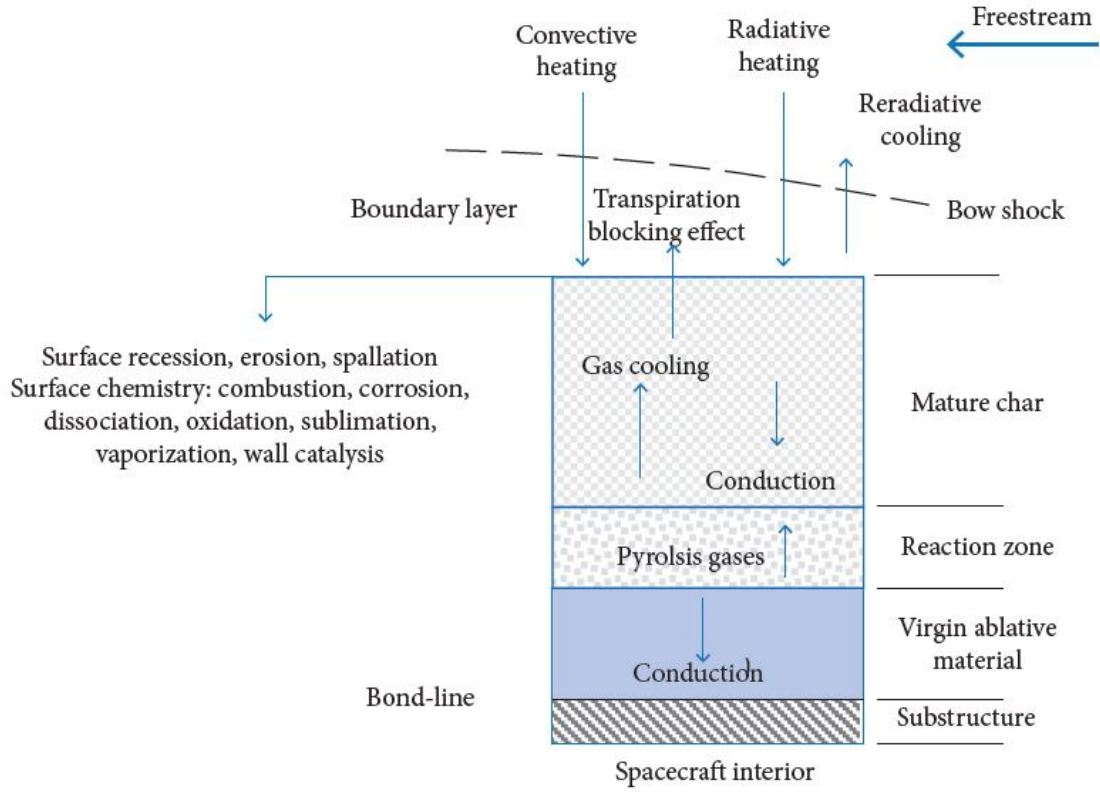 Freestream
Convective
heating
Radiative
heating
Reradiative
cooling
Boundary layer
Transpiration
blocking effect
Bow shock
Surface recession, erosion, spallation
Surface chemistry: combustion, corrosion,
dissociation, oxidation, sublimation,
vaporization, wall catalysis
Gas cooling
Conduction
Mature char
Pyrolsis gases
Reaction zone
Conduction
Virgin ablative
material
Bond-line
Substructure
Spacecraft interior